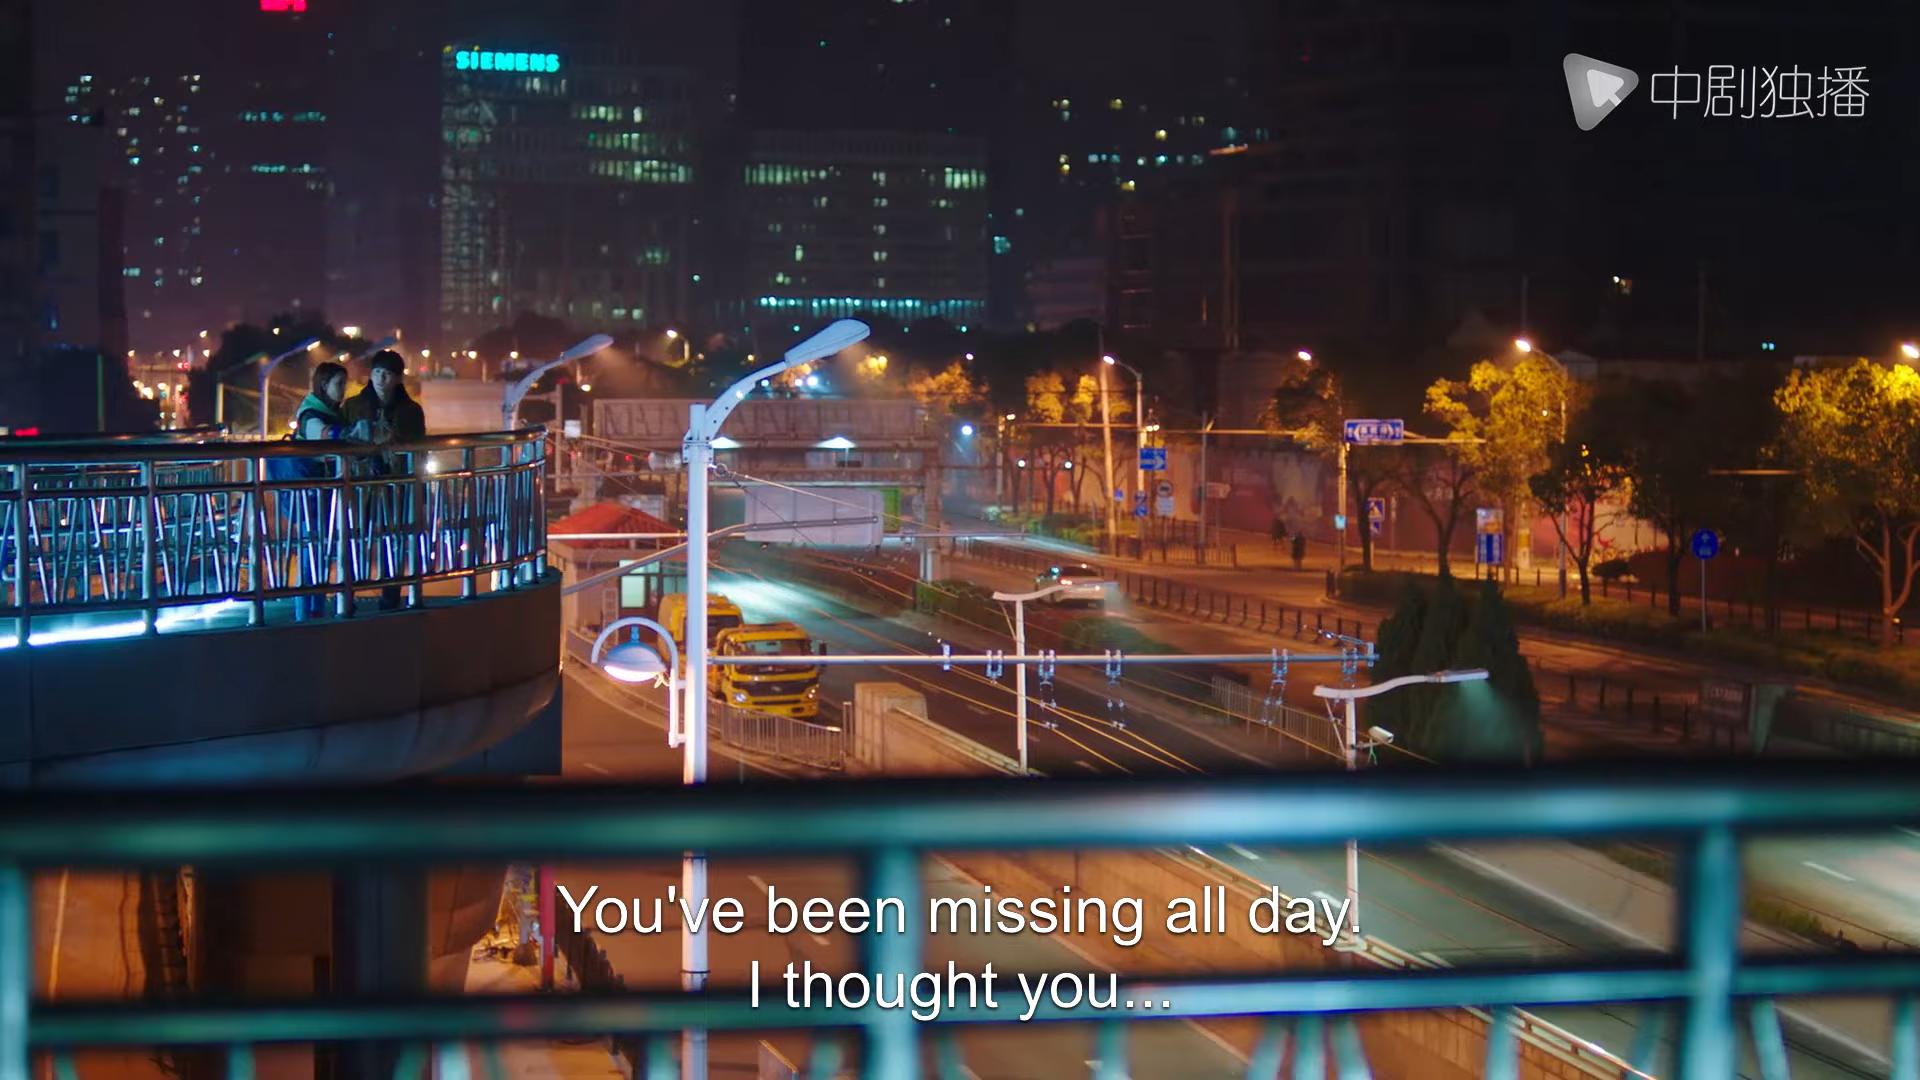 SIEMENS
中剧独播
You've been missing all day.
I thought you...